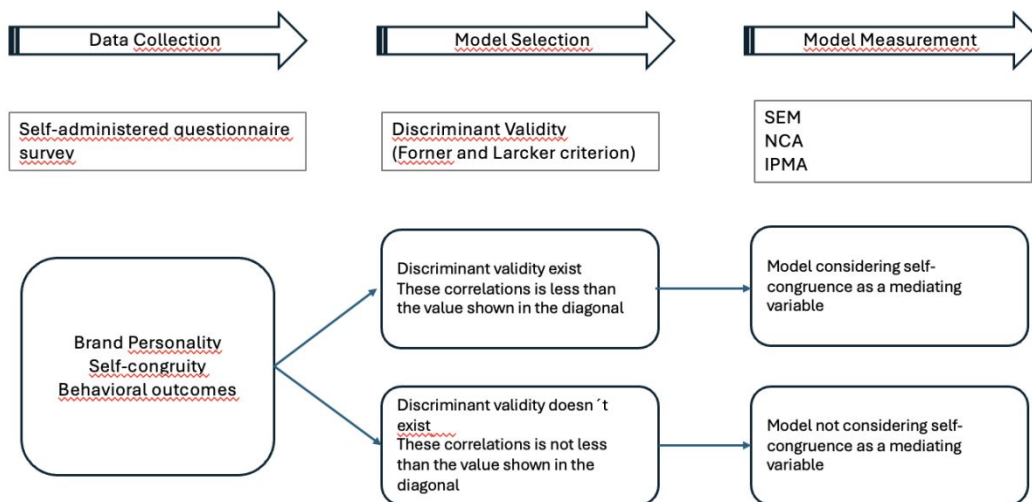 Data Collection
Model Selection
Model Measurement
Self-administered questionnaire
survey
Discriminant Validity
(Forner and Larcker criterion)
SEM
NCA
IPMA
Brand Personality
Self-congruity
Behavioral outcomes
Discriminant validity exist
These correlations is less than
the value shown in the diagonal
Model considering self-
congruence as a mediating
variable
Discriminant validity doesn´t
exist
These correlations is not less
than the value shown in the
diagonal
Model not considering self-
congruence as a mediating
variable